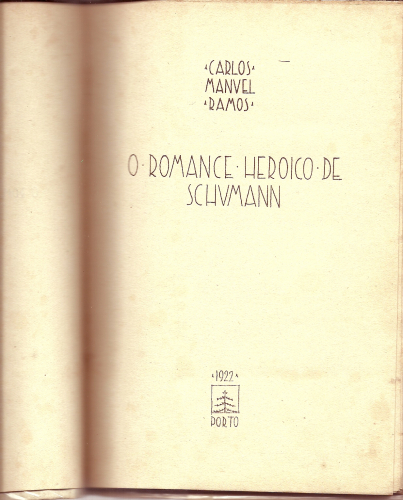 CARLOS
MANVEL
RAMOS
O·ROMANCE·HEROICO·DE
SCHVMANN
1922
PORTO